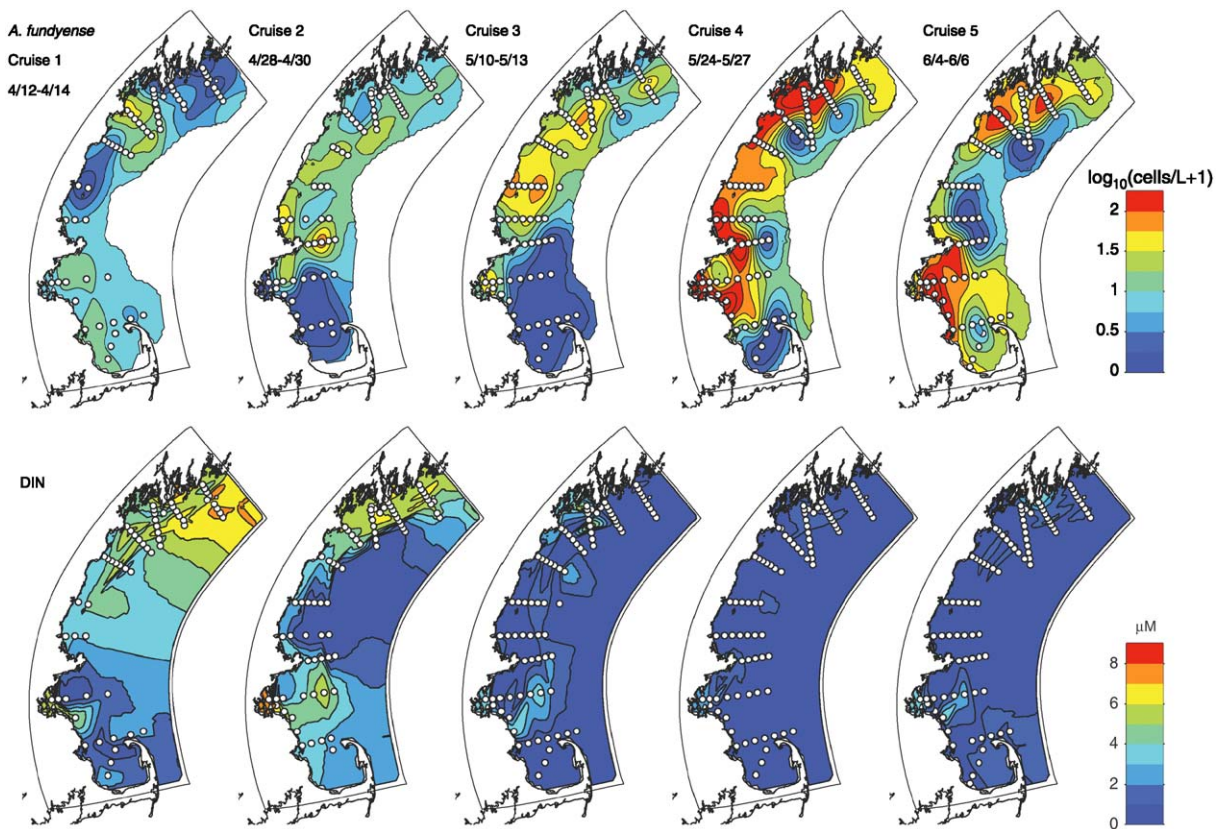 A. fundyense
Cruise 1
4/12-4/14
Cruise 2
4/28-4/30
Cruise 3
5/10-5/13
Cruise 4
5/24-5/27
Cruise 5
6/4-6/6
log10(cells/L+1)
2
1.5
1
0.5
0
DIN
μM
8
6
4
2
0